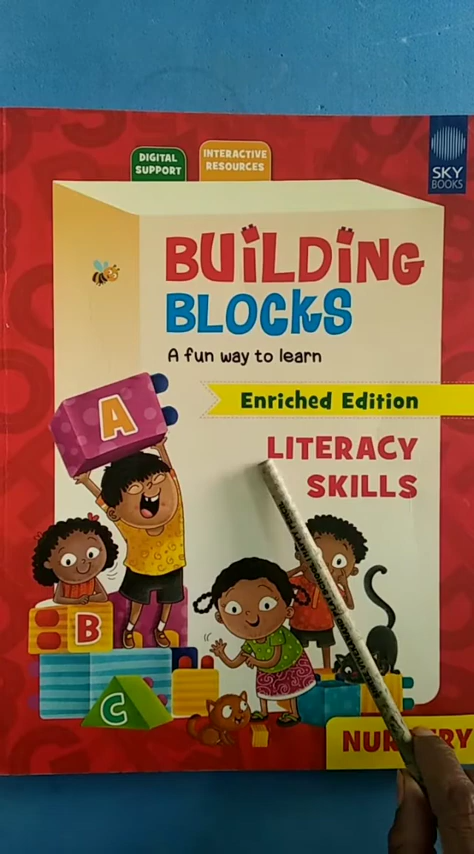 DIGITAL
SUPPORT
INTERACTIVE
RESOURCES
SKY
BOOKS
BUiLDiNG
BLOCKS
A fun way to learn
Enriched Edition
LITERACY
SKILLS
A
B
C